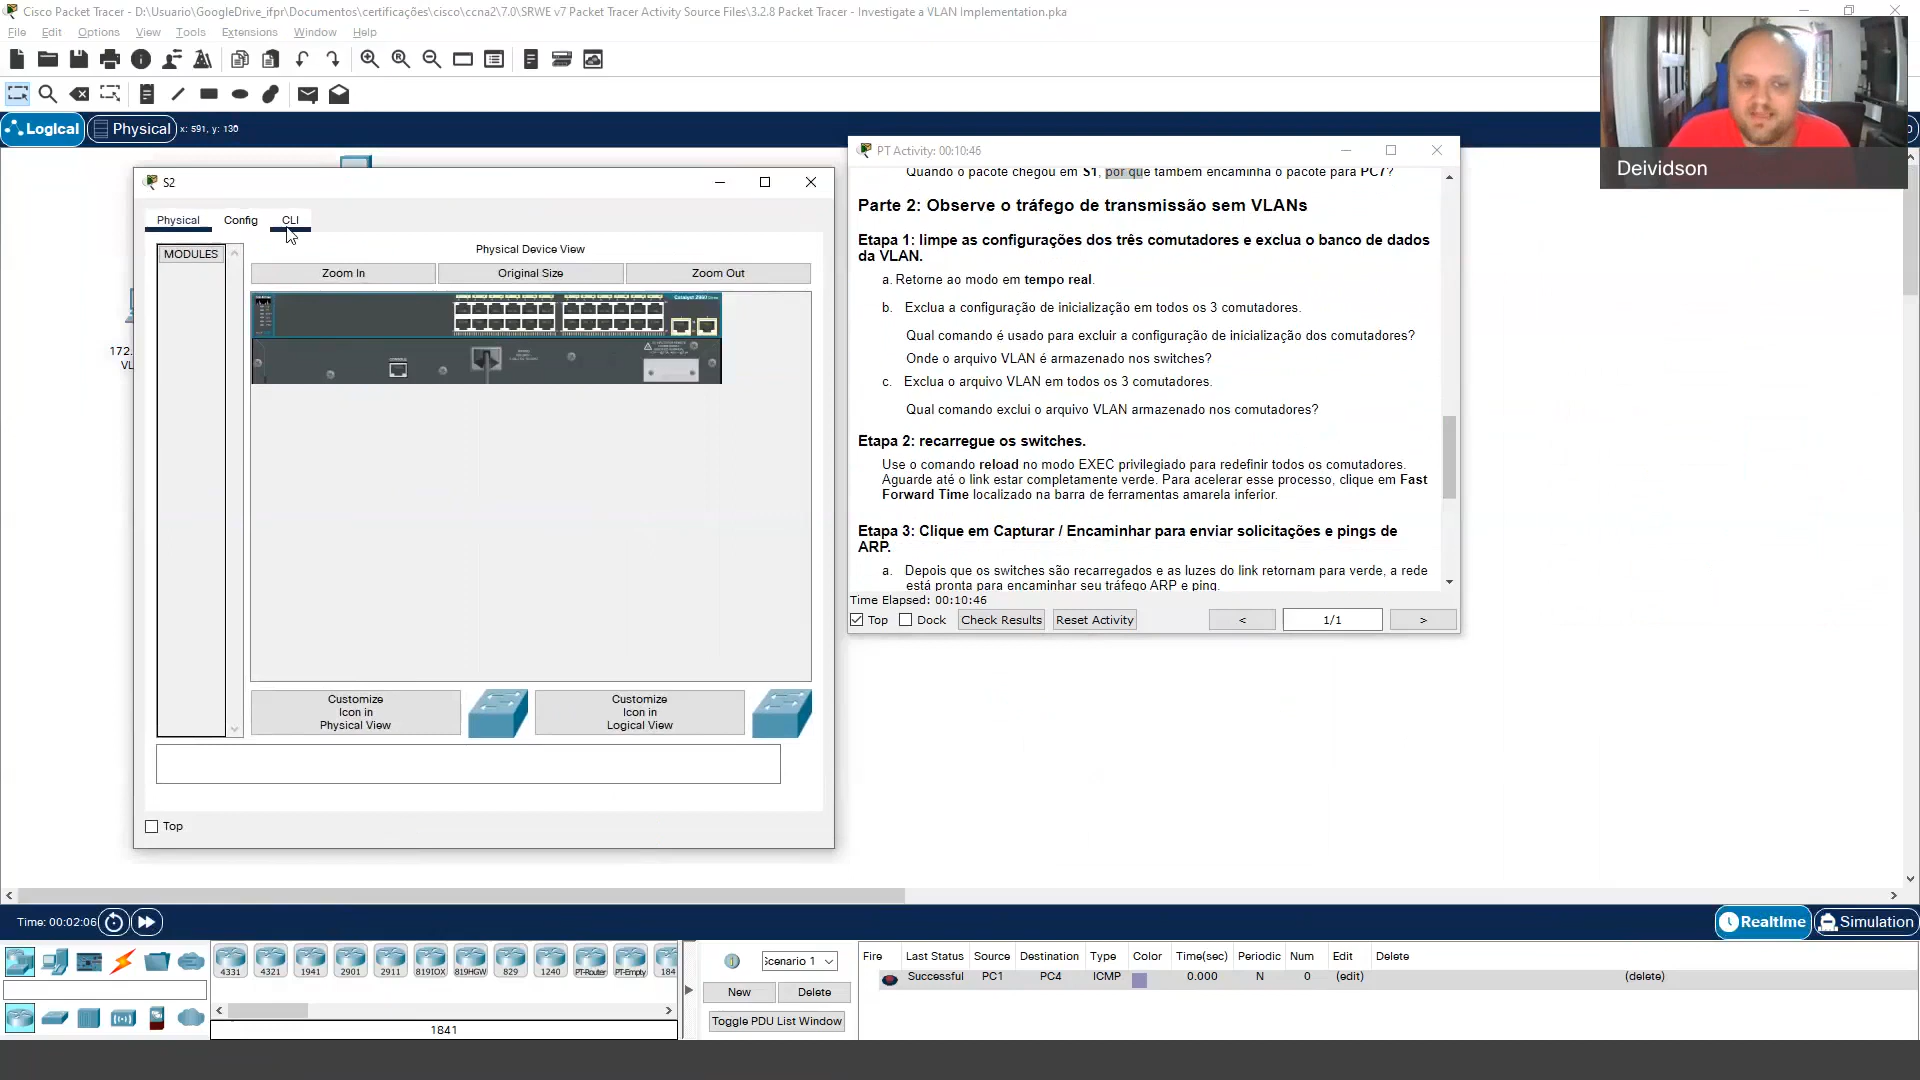 Cisco Packet Tracer - D:\Usuario\GoogleDrive_ifpr\Documentos\certificações\cisco\ccna2\7.0\SRWE v7 Packet Tracer Activity Source Files\3.2.8 Packet Tracer - Investigate a VLAN Implementation.pka
File Edit Options View Tools Extensions Window Help
Logical Physical x: 591, y: 130
Deividson
S2
Physical Config CLI
MODULES
Physical Device View
Zoom In Original Size Zoom Out
172.
VL
Customize
Icon in
Physical View
Customize
Icon in
Logical View
Top
PT Activity: 00:10:46
Quando o pacote chegou em S1, por que também encaminha o pacote para PC7?
Parte 2: Observe o tráfego de transmissão sem VLANs
Etapa 1: limpe as configurações dos três comutadores e exclua o banco de dados
da VLAN.
a. Retorne ao modo em tempo real.
b. Exclua a configuração de inicialização em todos os 3 comutadores.
Qual comando é usado para excluir a configuração de inicialização dos comutadores?
Onde o arquivo VLAN é armazenado nos switches?
c. Exclua o arquivo VLAN em todos os 3 comutadores.
Qual comando exclui o arquivo VLAN armazenado nos comutadores?
Etapa 2: recarregue os switches.
Use o comando reload no modo EXEC privilegiado para redefinir todos os comutadores.
Aguarde até o link estar completamente verde. Para acelerar esse processo, clique em Fast
Forward Time localizado na barra de ferramentas amarela inferior.
Etapa 3: Clique em Capturar / Encaminhar para enviar solicitações e pings de
ARP.
a. Depois que os switches são recarregados e as luzes do link retornam para verde, a rede
está pronta para encaminhar seu tráfego ARP e ping.
Time Elapsed: 00:10:46
Top Dock Check Results Reset Activity < 1/1 >
Time: 00:02:06
Realtime Simulation
4331 4321 1941 2901 2911 819IOX 819HGW 829 1240 PT-Router PT-Empty 184
1841
Scenario 1
New Delete
Toggle PDU List Window
Fire Last Status Source Destination Type Color Time(sec) Periodic Num Edit Delete
Successful PC1 PC4 ICMP 0.000 N 0 (edit) (delete)